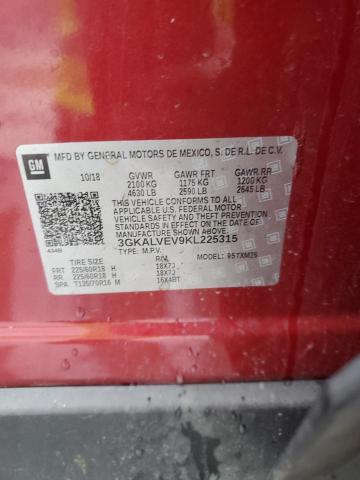 GM
MFD BY GENERAL MOTORS DE MEXICO, S. DE R.L. DE C.V.
10/18 GVWR GAWR FRT GAWR RR
2100 KG 1175 KG 1200 KG
4630 LB 2590 LB 2645 LB
THIS VEHICLE CONFORMS TO ALL
APPLICABLE U.S. FEDERAL MOTOR
VEHICLE SAFETY AND THEFT
PREVENTION STANDARDS IN EFFECT
ON THE DATE OF MANUFACTURE
SHOWN ABOVE.
3GKALVEV9KL225315
TYPE: M.P.V. MODEL: 95TXM26
TIRE SIZE RIM
FRT 225/60R18 H 18X7J
RR 225/60R18 H 18X7J
SPA T135/70R16 M 16X4BT